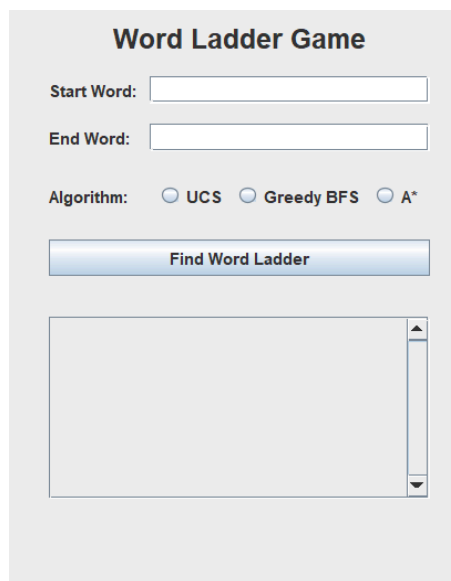 Word Ladder Game
Start Word:
End Word:
Algorithm: UCS Greedy BFS A*
Find Word Ladder